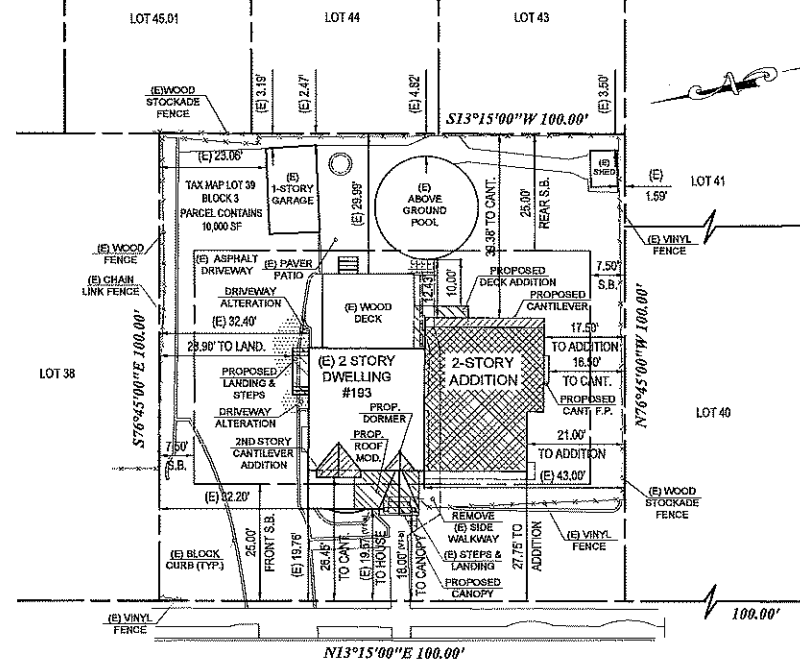 LOT 45.01
LOT 44
LOT 43
(E)WOOD
STOCKADE
FENCE
(E) 3.19'
(E) 2.47'
(E) 4.82'
(E) 3.50'
S13°15'00"W 100.00'
(E) 23.06'
TAX MAP LOT 39
BLOCK 3
PARCEL CONTAINS
10,000 SF
(E)
1-STORY
GARAGE
(E) 29.99'
(E)
ABOVE
GROUND
POOL
TO CANT.
25.00'
REAR S.B.
(E)
SHED
(E)
1.59'
LOT 41
(E) WOOD
FENCE
(E) CHAIN
LINK FENCE
(E) ASPHALT
DRIVEWAY
(E) PAVER
PATIO
(E) VINYL
FENCE
7.50'
S.B.
DRIVEWAY
ALTERATION
(E) WOOD
DECK
12.43'
10.00'
PROPOSED
DECK ADDITION
PROPOSED
CANTILEVER
(E) 32.40'
29.90' TO LAND.
17.50'
TO ADDITION
16.50'
TO CANT.
S76°45'00"E 100.00'
N76°45'00"W 100.00'
LOT 38
PROPOSED
LANDING &
STEPS
(E) 2 STORY
DWELLING
#193
2-STORY
ADDITION
PROPOSED
CANT F.P.
LOT 40
DRIVEWAY
ALTERATION
PROP.
DORMER
2ND STORY
CANTILEVER
ADDITION
PROP.
ROOF
MOD.
21.00'
TO ADDITION
7.50'
S.B.
(E) 43.00'
(E) 32.20'
(E) WOOD
STOCKADE
FENCE
25.00'
FRONT S.B.
(E) 19.76'
26.45'
TO CANT.
(E) 19.57'
TO HOUSE
18.00'
TO CANOPY
REMOVE
(E) SIDE
WALKWAY
(E) STEPS &
LANDING
PROPOSED
CANOPY
27.75' TO
ADDITION
(E) VINYL
FENCE
(E) BLOCK
CURB (TYP.)
(E) VINYL
FENCE
100.00'
N13°15'00"E 100.00'